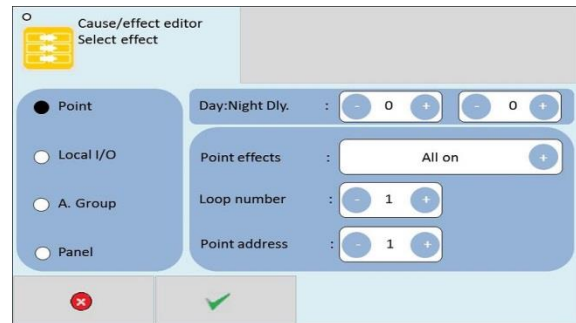 Cause/effect editor
Select effect
Point
Local I/O
A. Group
Panel
Day:Night Dly. : - 0 + - 0 +
Point effects : All on +
Loop number : - 1 +
Point address : - 1 +